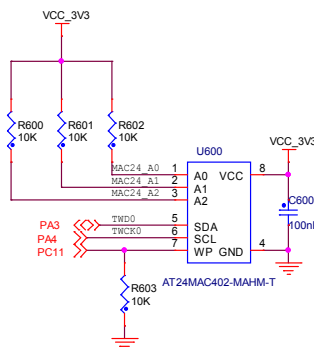 VCC_3V3
R600
10K
R601
10K
R602
10K
U600
VCC_3V3
MAC24_A0 1 A0 VCC 8
MAC24_A1 2 A1
MAC24_A2 3 A2
C600
100n
PA3 TWD0 5 SDA
PA4 TWCK0 6 SCL
PC11 7 WP GND 4
R603
10K
AT24MAC402-MAHM-T